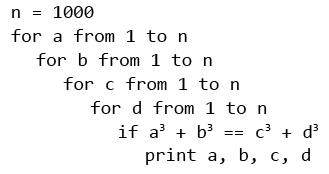 n = 1000
for a from 1 to n
for b from 1 to n
for c from 1 to n
for d from 1 to n
if a³ + b³ == c³ + d³
print a, b, c, d